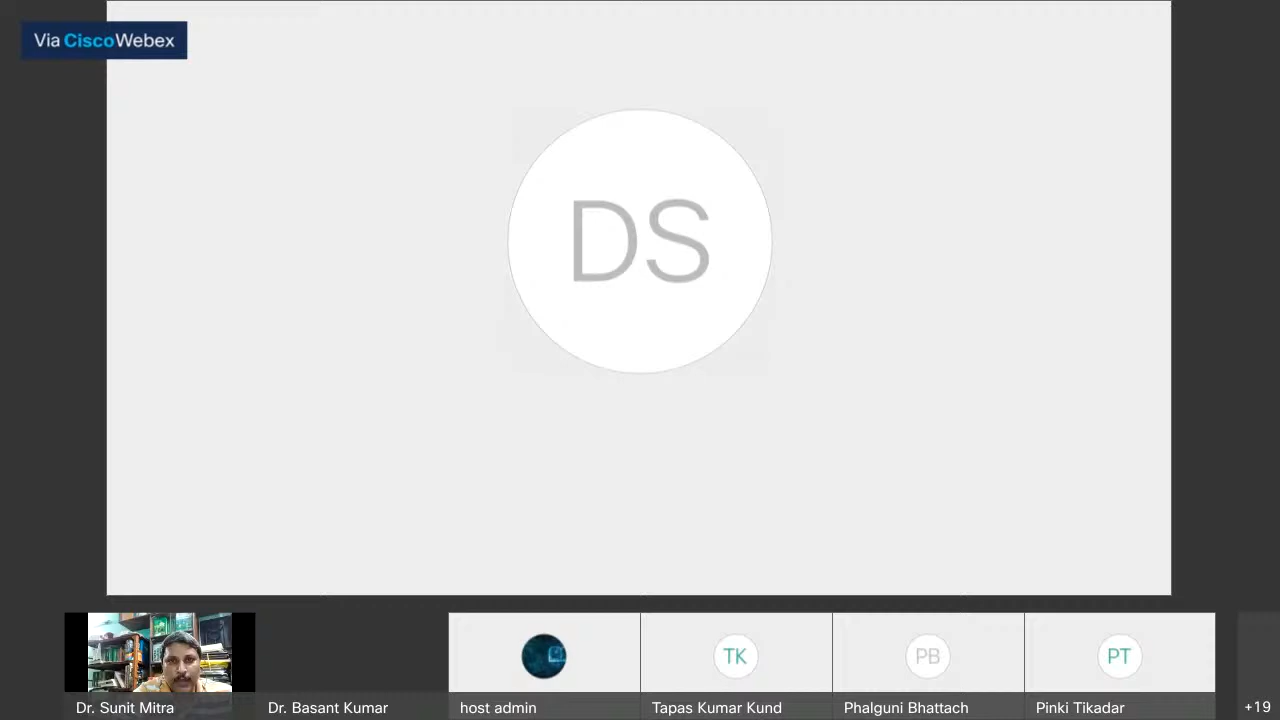 Via CiscoWebex
DS
TK
PB
PT
Dr. Sunit Mitra
Dr. Basant Kumar
host admin
Tapas Kumar Kund
Phalguni Bhattach
Pinki Tikadar
+19